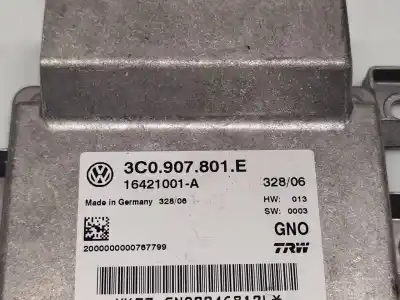 3C0.907.801.E
16421001-A 328/06
Made in Germany 328/06 HW: 013
SW: 0003
GNO
2000000000767799 TRW